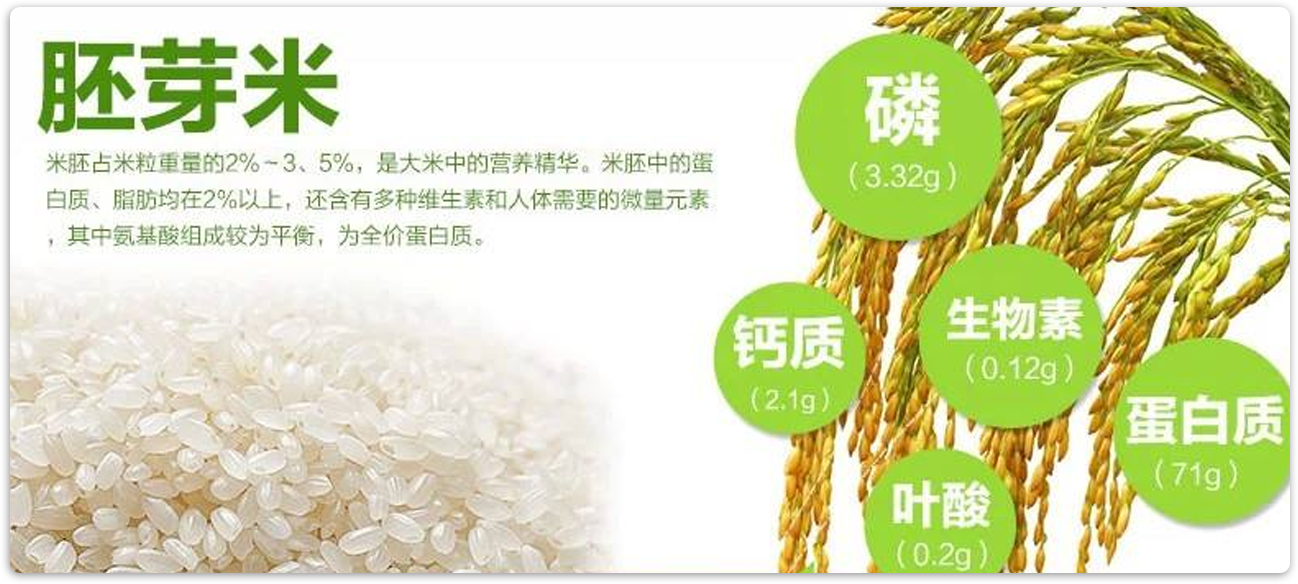 胚芽米
米胚占米粒重量的2%~3、5%，是大米中的营养精华。米胚中的蛋
白质、脂肪均在2%以上，还含有多种维生素和人体需要的微量元素
，其中氨基酸组成较为平衡，为全价蛋白质。
磷
（3.32g）
生物素
（0.12g）
钙质
（2.1g）
蛋白质
（71g）
叶酸
（0.2g）